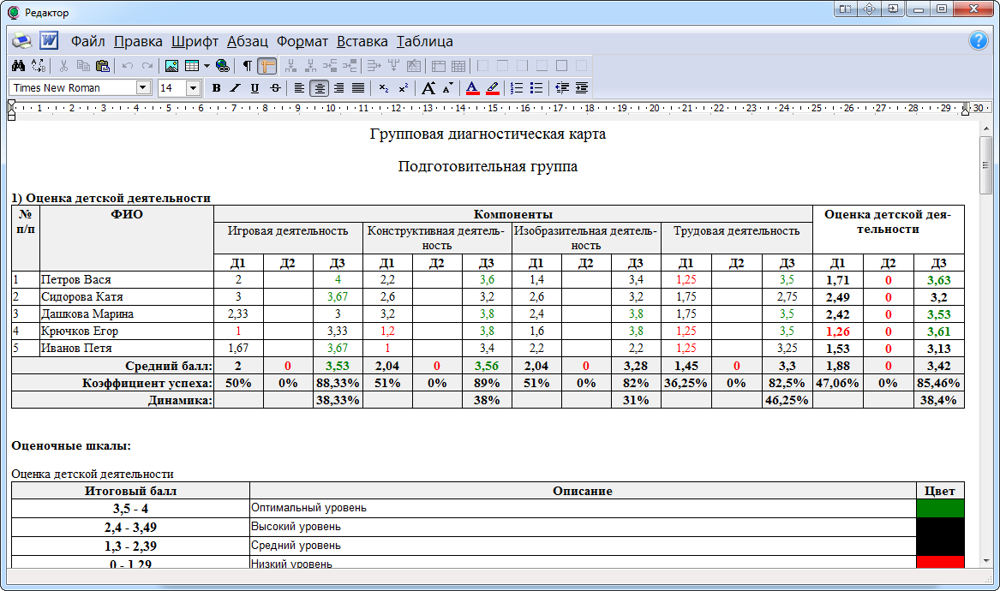 Редактор
Файл Правка Шрифт Абзац Формат Вставка Таблица
Times New Roman 14
1 2 3 4 5 6 7 8 9 10 11 12 13 14 15 16 17 18 19 20 21 22 23 24 25 26 27 28 29 30
Групповая диагностическая карта
Подготовительная группа
1) Оценка детской деятельности
№ п/п ФИО Компоненты Оценка детской дея-
тельности
Игровая деятельность Конструктивная деятель-
ность Изобразительная деятель-
ность Трудовая деятельность
Д1 Д2 Д3 Д1 Д2 Д3 Д1 Д2 Д3 Д1 Д2 Д3 Д1 Д2 Д3
1 Петров Вася 2 4 2,2 3,6 1,4 3,4 1,25 3,5 1,71 0 3,63
2 Сидорова Катя 3 3,67 2,6 3,2 2,6 3,2 1,75 2,75 2,49 0 3,2
3 Дашкова Марина 2,33 3 3,2 3,8 2,4 3,8 1,75 3,5 2,42 0 3,53
4 Крючков Егор 1 3,33 1,2 3,8 1,6 3,8 1,25 3,5 1,26 0 3,61
5 Иванов Петя 1,67 3,67 1 3,4 2,2 2,2 1,25 3,25 1,53 0 3,13
Средний балл: 2 0 3,53 2,04 0 3,56 2,04 0 3,28 1,45 0 3,3 1,88 0 3,42
Коэффициент успеха: 50% 0% 88,33% 51% 0% 89% 51% 0% 82% 36,25% 0% 82,5% 47,06% 0% 85,46%
Динамика: 38,33% 38% 31% 46,25% 38,4%
Оценочные шкалы:
Оценка детской деятельности
Итоговый балл Описание Цвет
3,5 - 4 Оптимальный уровень
2,4 - 3,49 Высокий уровень
1,3 - 2,39 Средний уровень
0 - 1,29 Низкий уровень